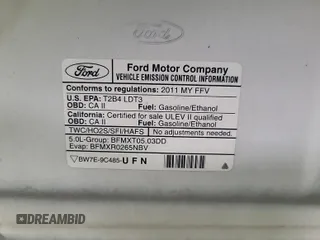 Ford
Ford Motor Company
VEHICLE EMISSION CONTROL INFORMATION
Conforms to regulations: 2011 MY FFV
U.S. EPA: T2B4 LDT3
OBD: CA II Fuel: Gasoline/Ethanol
California: Certified for sale ULEV II qualified
OBD: CA II Fuel: Gasoline/Ethanol
TWC/HO2S/SFI/HAFS No adjustments needed.
5.0L-Group: BFMXT05.03DD
Evap: BFMXR0265NBV
BW7E-9C485-UFN
DREAMBID